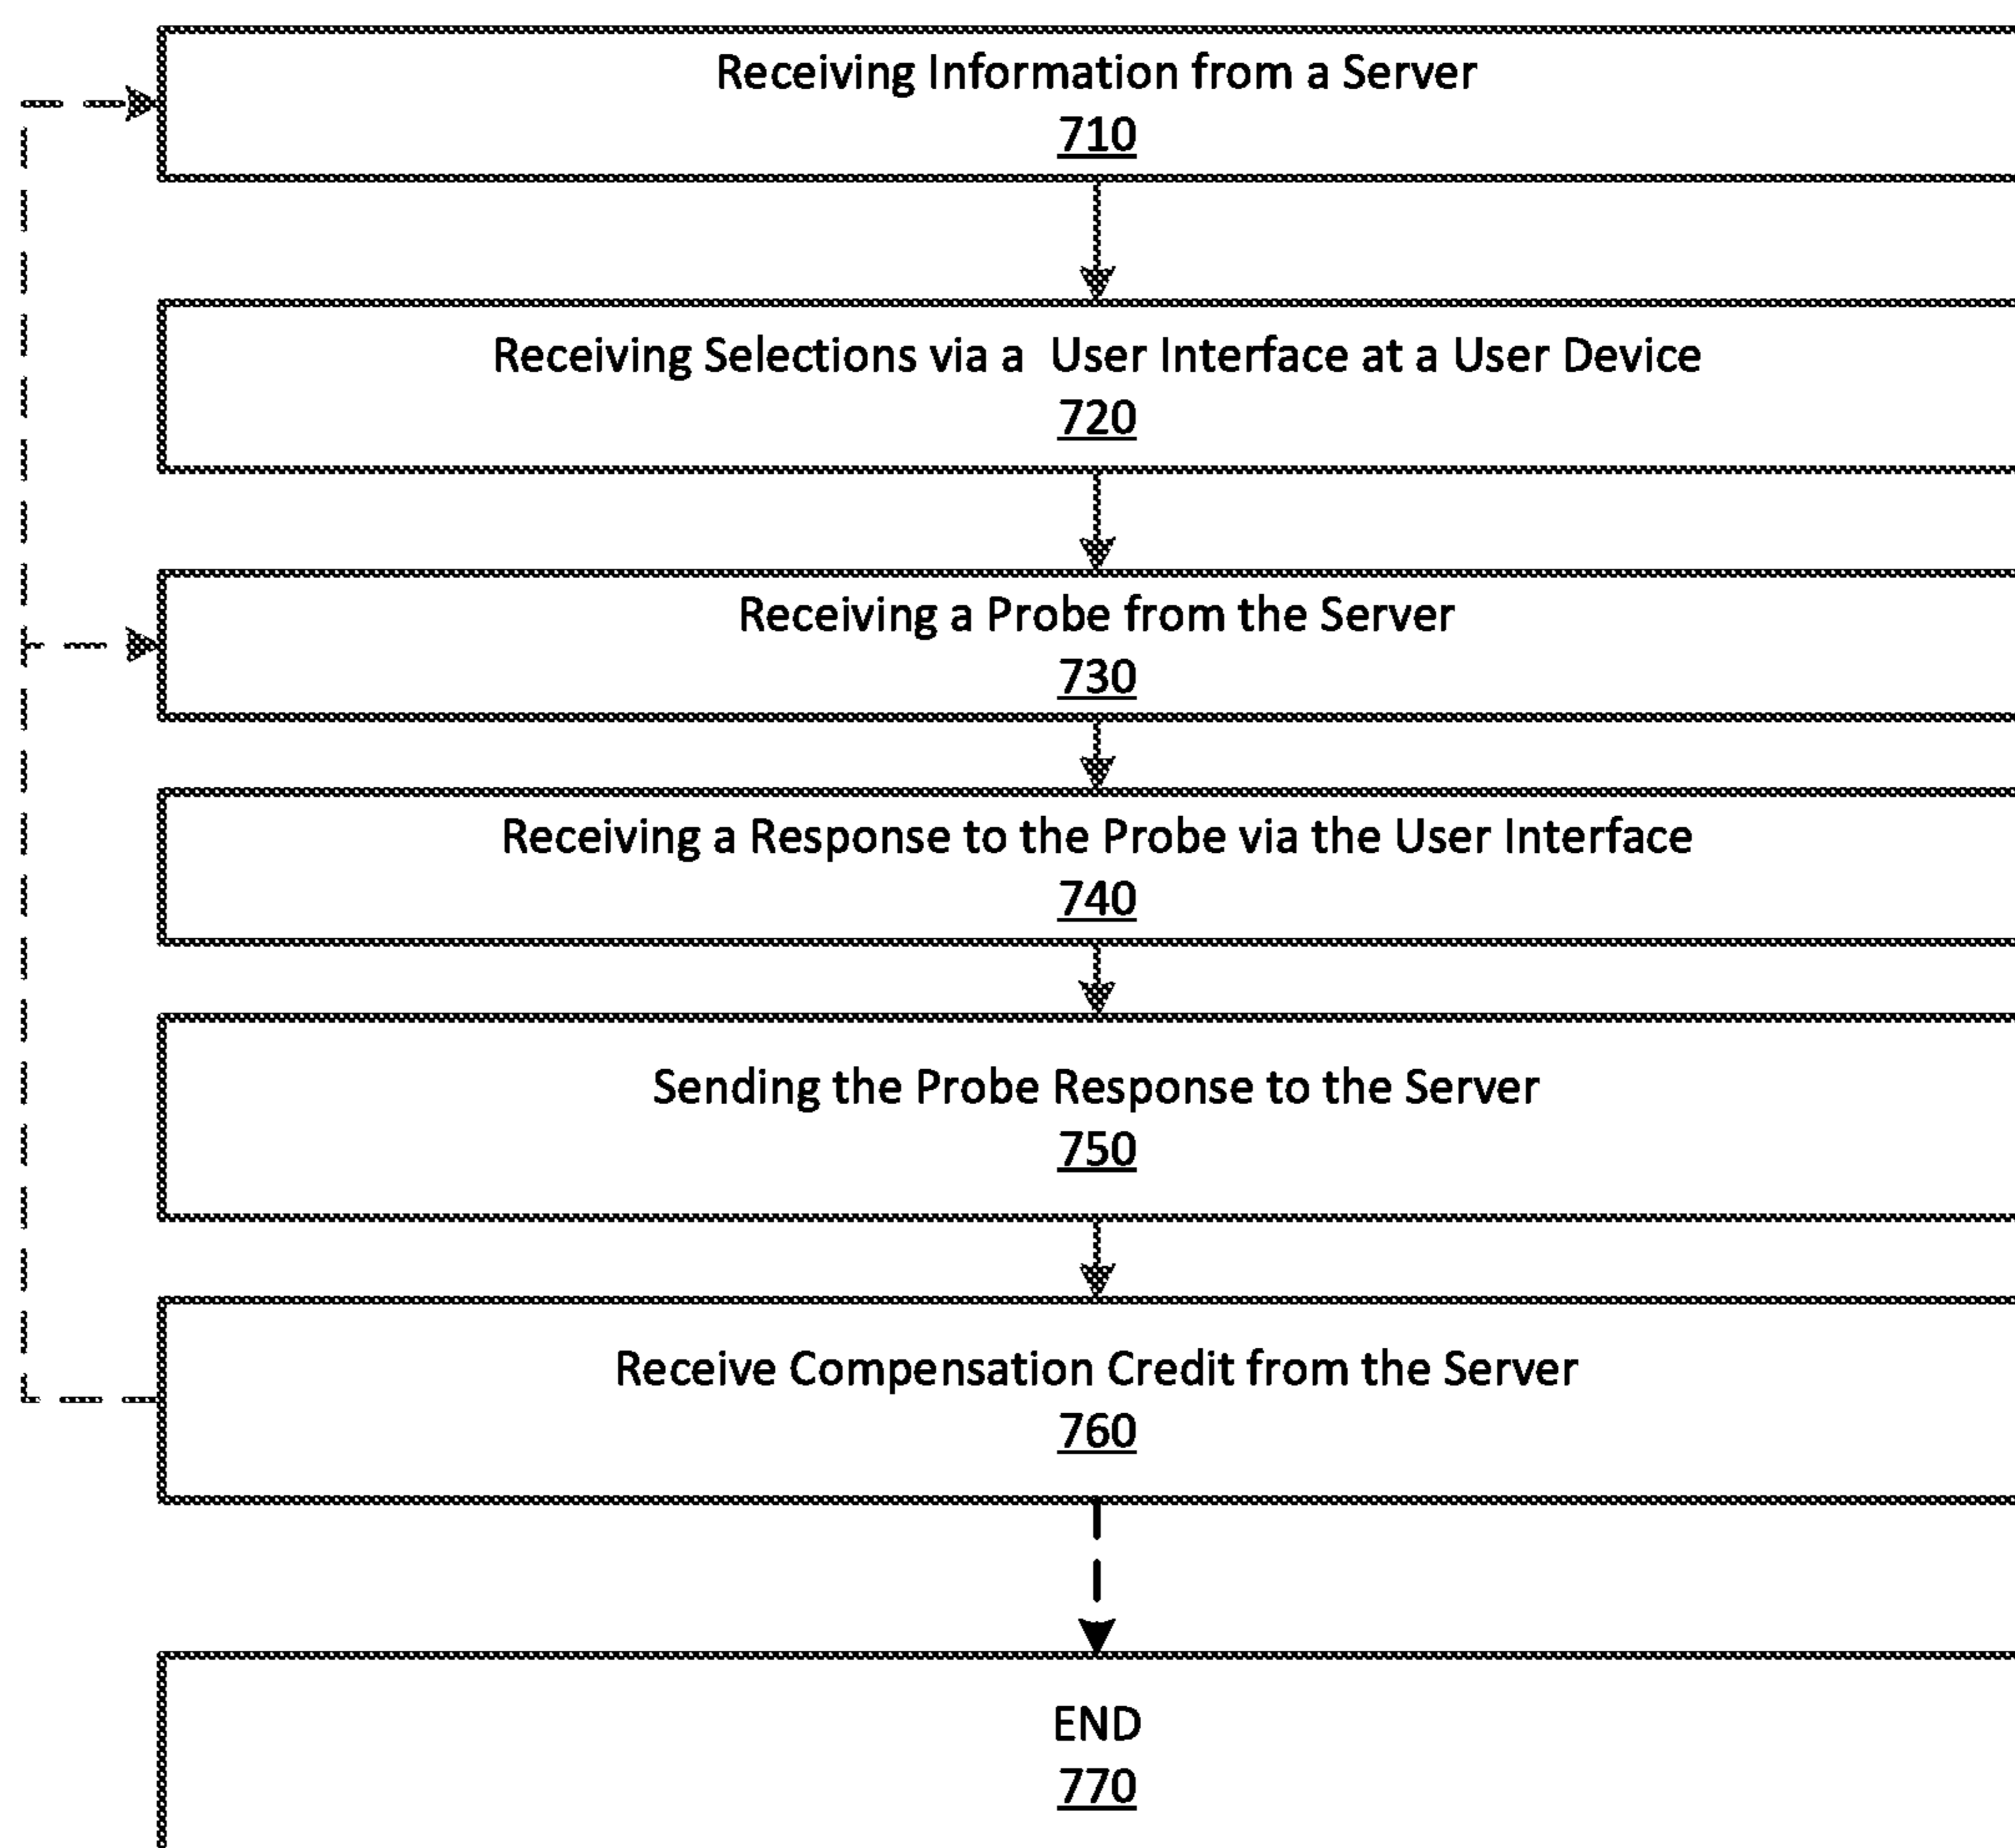 Receiving Information from a Server
710
Receiving Selections via a  User Interface at a User Device
720
Receiving a Probe from the Server
730
Receiving a Response to the Probe via the User Interface
740
Sending the Probe Response to the Server
750
Receive Compensation Credit from the Server
760
END
770